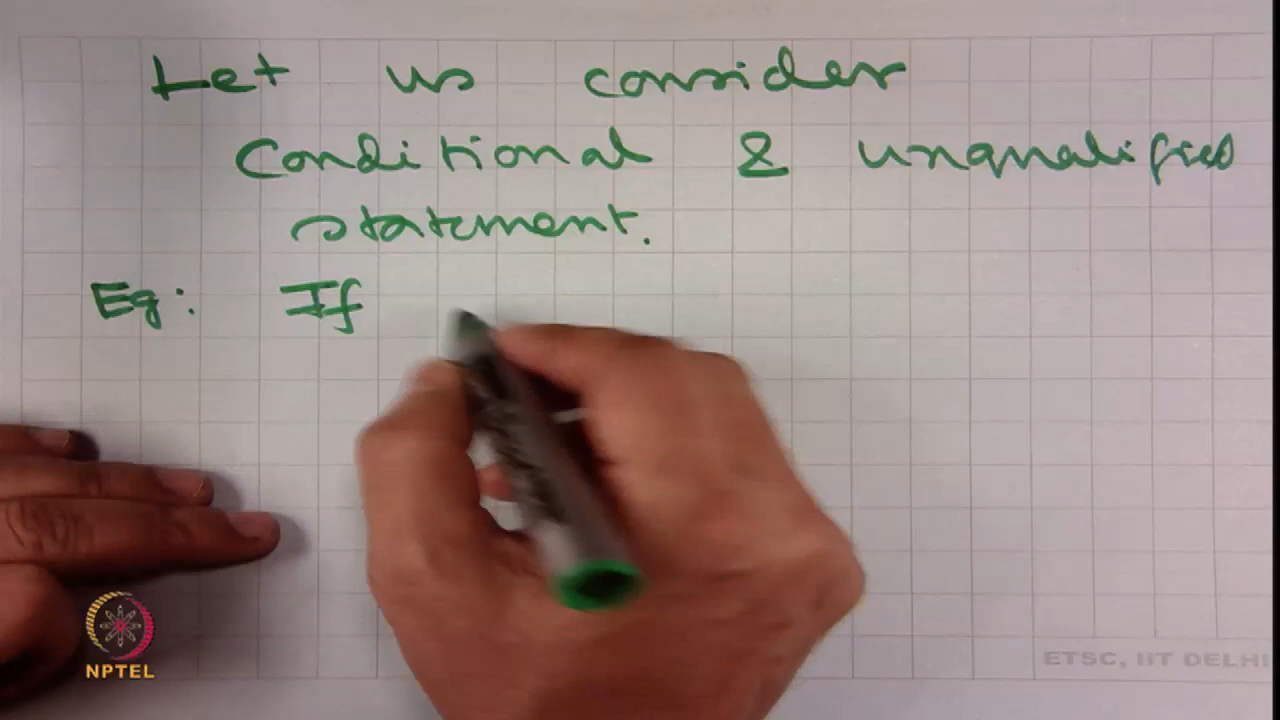 Let us consider
Conditional & unqualified
statement.
Eg: If
NPTEL
ETSC, IIT DELHI